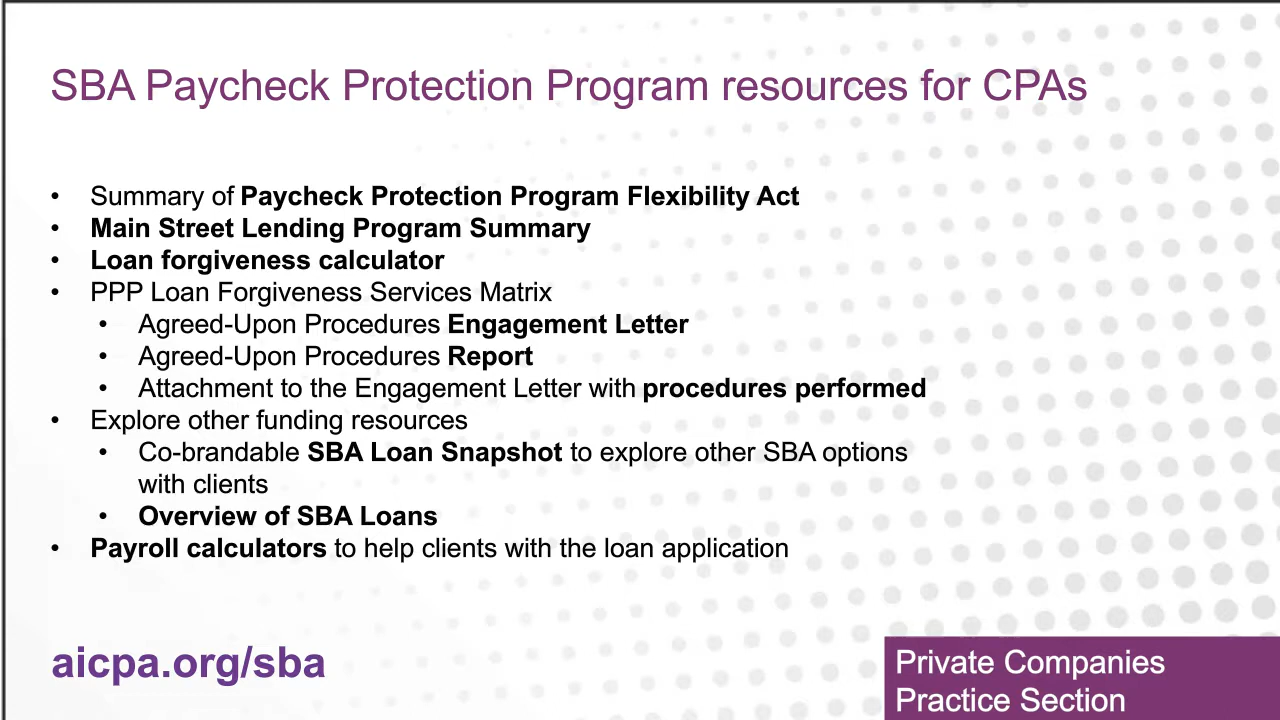 SBA Paycheck Protection Program resources for CPAs
• Summary of Paycheck Protection Program Flexibility Act
• Main Street Lending Program Summary
• Loan forgiveness calculator
• PPP Loan Forgiveness Services Matrix
• Agreed-Upon Procedures Engagement Letter
• Agreed-Upon Procedures Report
• Attachment to the Engagement Letter with procedures performed
• Explore other funding resources
• Co-brandable SBA Loan Snapshot to explore other SBA options
with clients
• Overview of SBA Loans
• Payroll calculators to help clients with the loan application
aicpa.org/sba
Private Companies
Practice Section